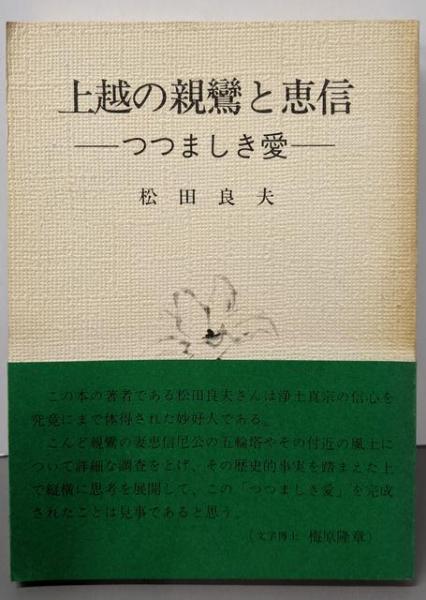 上越の親鸞と恵信
―つつましき愛―
松田良夫
この本の著者である松田良夫さんは浄土真宗の信心を
究竟にまで体得された妙好人である。
こんど親鸞の妻恵信尼公の五輪塔やその付近の風土に
ついて詳細な調査をとげ、その歴史的事実を踏まえた上
で縦横に思考を展開して、この「つつましき愛」を完成
されたことは見事であると思う。
(文学博士 梅原隆章)